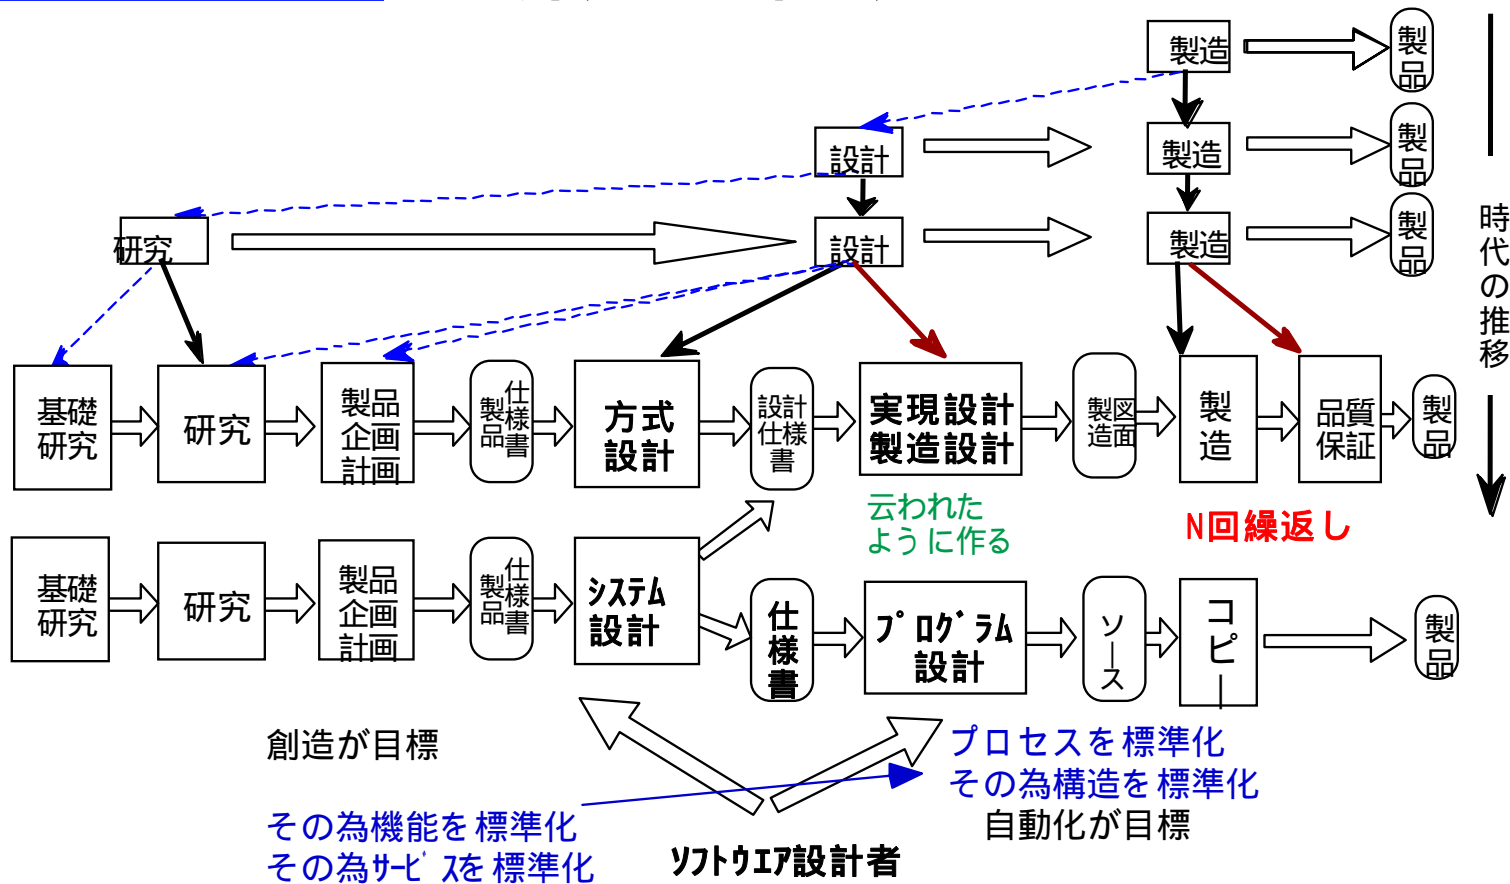 製造
製品
設計
製造
製品
研究
設計
製造
製品
時代の推移
基礎
研究
研究
製品
企画
計画
製品
仕様書
方式
設計
設計
仕様
書
実現設計
製造設計
製造
図面
製造
品質
保証
製品
云われた
ように作る
N回繰返し
基礎
研究
研究
製品
企画
計画
製品
仕様書
システム
設計
仕様書
プログラム
設計
ソース
コピー
製品
創造が目標
プロセスを標準化
その為構造を標準化
自動化が目標
その為機能を標準化
その為サービスを標準化
ソフトウエア設計者